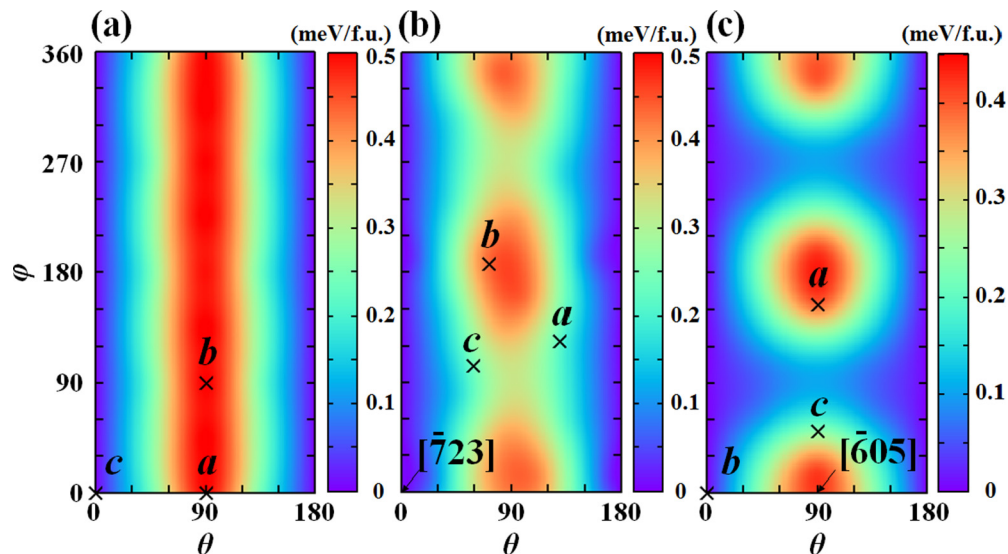 (a) (meV/f.u.) (b) (meV/f.u.) (c) (meV/f.u.)
360 0.5 0.5
0.4 0.4 0.4
270
0.3 0.3 0.3
b
φ 180 a
a
0.2 0.2 0.2
b c
90 0.1 0.1 0.1
c
[7̄23] b [6̄05]
c a
0 0 0 0
0 90 180 0 90 180 0 90 180
θ θ θ